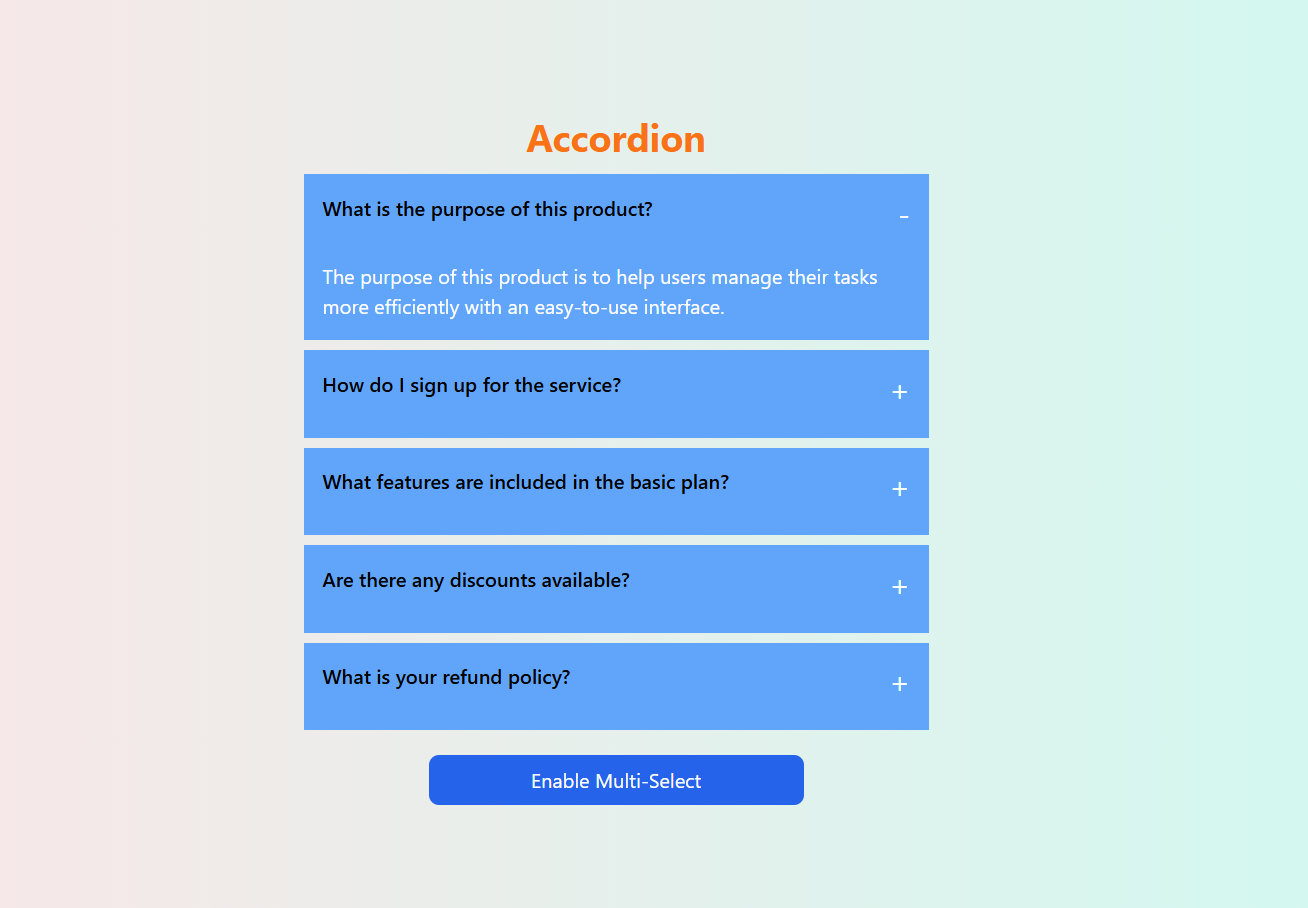 Accordion
What is the purpose of this product?
-
The purpose of this product is to help users manage their tasks
more efficiently with an easy-to-use interface.
How do I sign up for the service?
+
What features are included in the basic plan?
+
Are there any discounts available?
+
What is your refund policy?
+
Enable Multi-Select